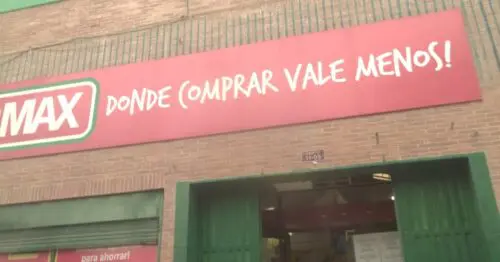 MAX
DONDE COMPRAR VALE MENOS!
para ahorrar!